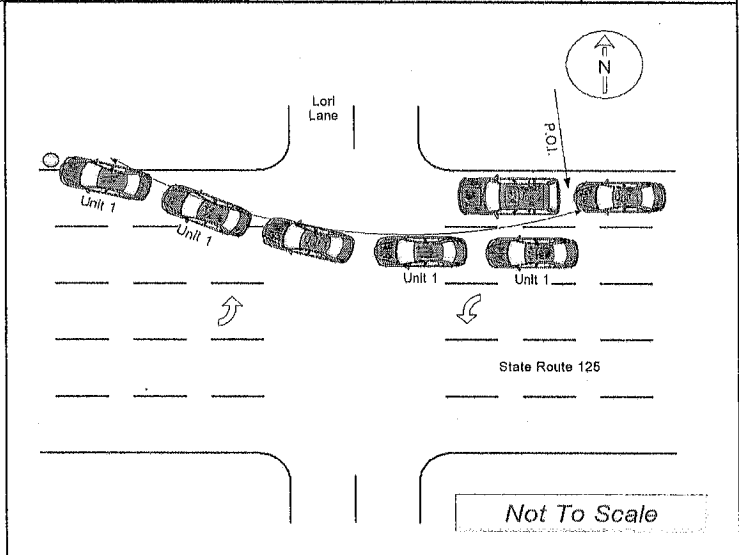 N
Lori
Lane
P.O.I.
Unit 1
Unit 1
Unit 1
Unit 1
State Route 125
Not To Scale